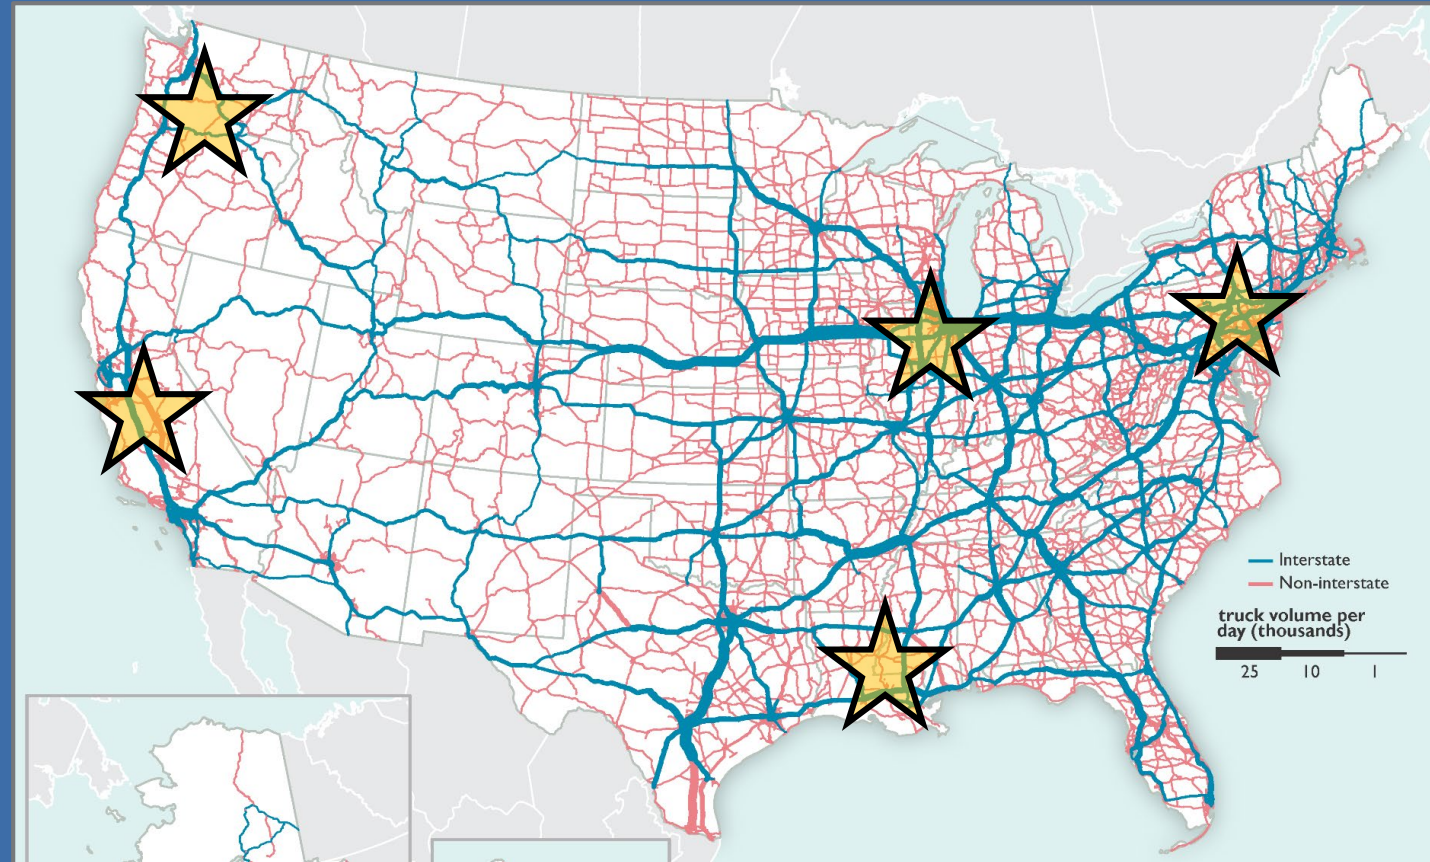 Interstate
Non-interstate
truck volume per
day (thousands)
25 10 1